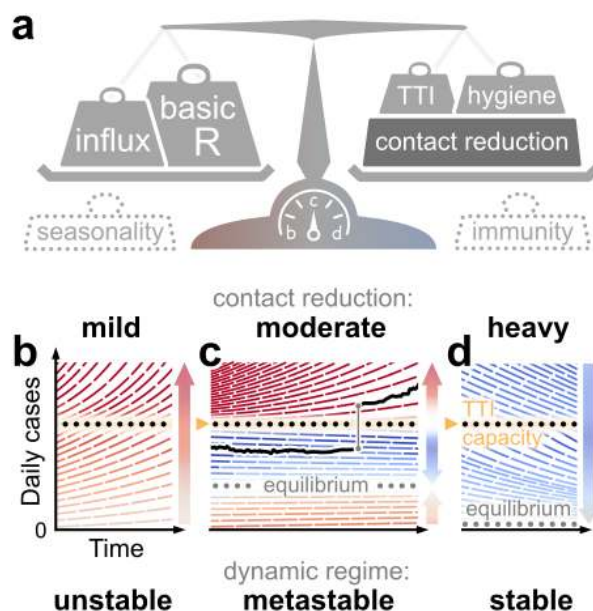 a
influx
basic
R
TTI
hygiene
contact reduction
seasonality
b
c
d
immunity
contact reduction:
mild
moderate
heavy
b
c
d
Daily cases
TTI
capacity
equilibrium
equilibrium
0
Time
dynamic regime:
unstable
metastable
stable